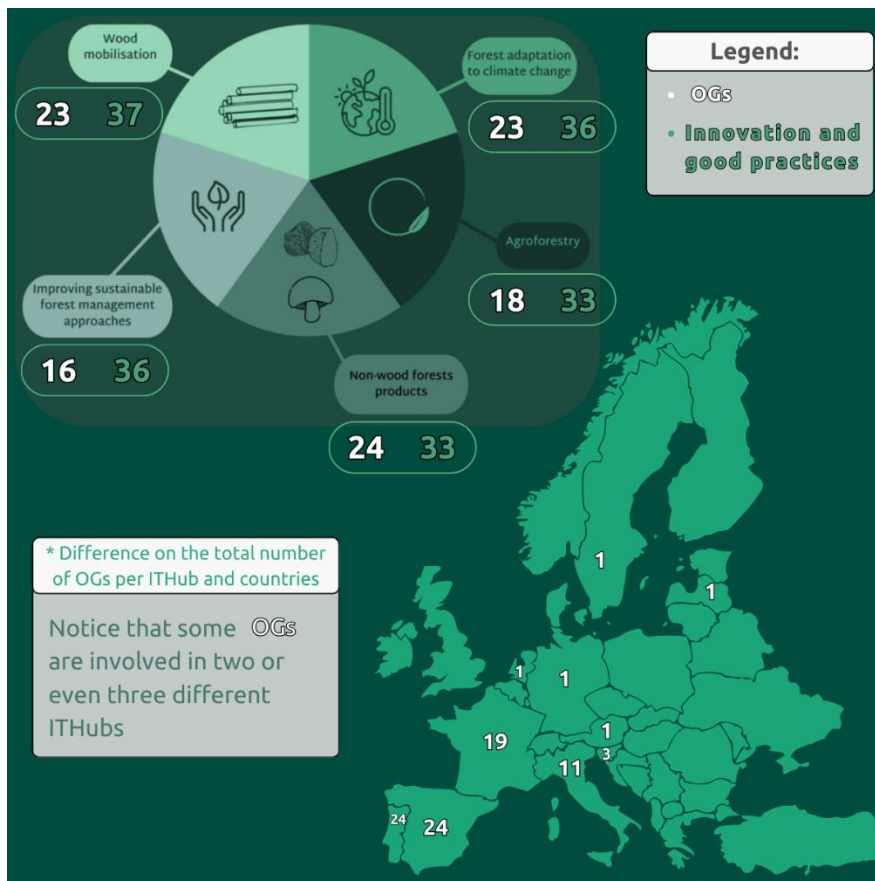 Wood
mobilisation
23 37
Forest adaptation
to climate change
23 36
Legend:
OGs
Innovation and
good practices
Agroforestry
18 33
Improving sustainable
forest management
approaches
16 36
Non-wood forests
products
24 33
* Difference on the total number
of OGs per ITHub and countries
Notice that some OGs
are involved in two or
even three different
ITHubs
1
1
1
1
1
19
3
11
24
24